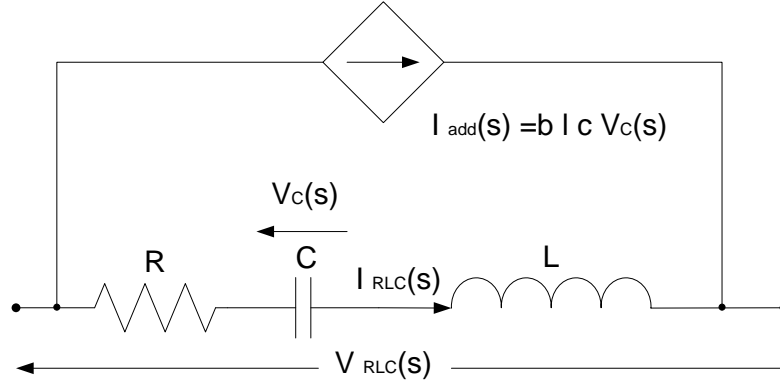 I add(s) =b l c VC(s)
VC(s)
R
C
I RLC(s)
L
V RLC(s)